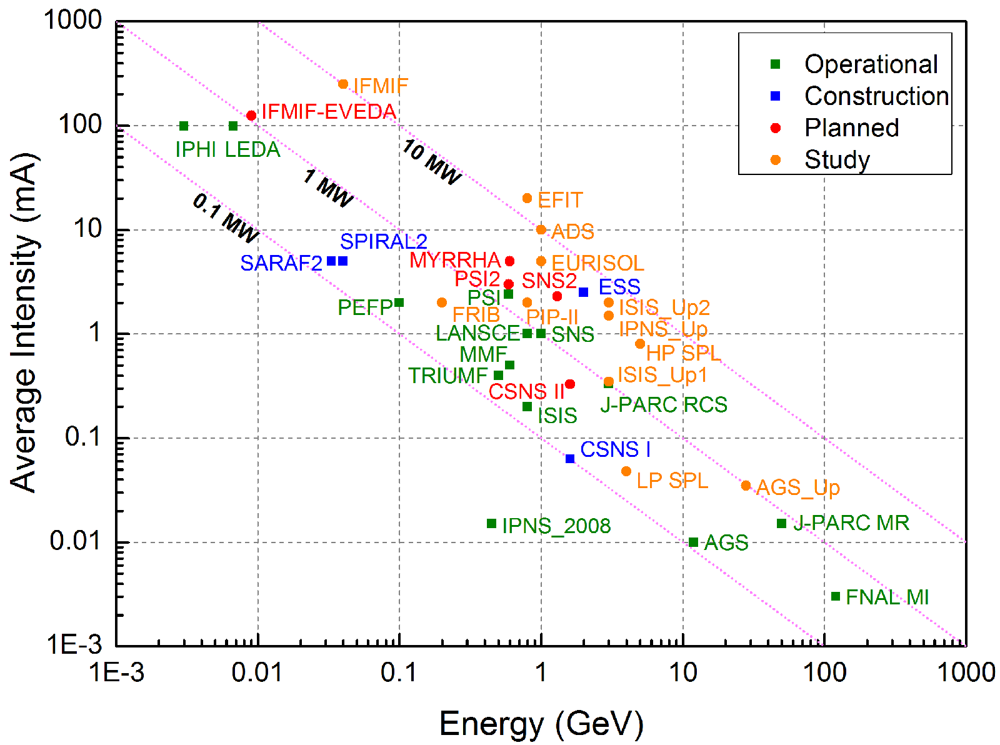 1000
100
10
1
0.1
0.01
1E-3
Average Intensity (mA)
1E-3
0.01
0.1
1
10
100
1000
Energy (GeV)
Operational
Construction
Planned
Study
0.1 MW
1 MW
10 MW
IFMIF
IFMIF-EVEDA
IPHI LEDA
EFIT
ADS
SPIRAL2
SARAF2
MYRRHA
EURISOL
PSI2
SNS2
ESS
PSI
PEFP
FRIB
PIP-II
ISIS_Up2
IPNS_Up
LANSCE
SNS
HP SPL
MMF
TRIUMF
ISIS_Up1
CSNS II
J-PARC RCS
ISIS
CSNS I
LP SPL
AGS_Up
IPNS_2008
J-PARC MR
AGS
FNAL MI